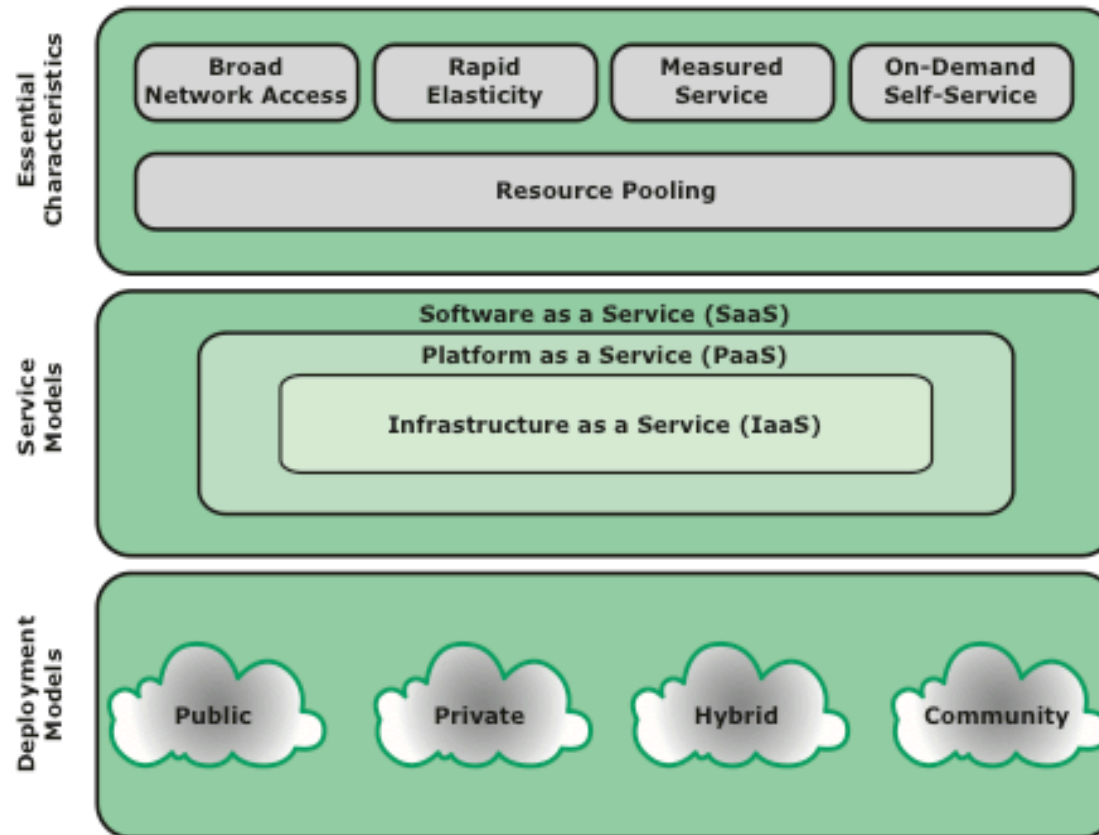 Essential
Characteristics
Broad
Network Access
Rapid
Elasticity
Measured
Service
On-Demand
Self-Service
Resource Pooling
Service
Models
Software as a Service (SaaS)
Platform as a Service (PaaS)
Infrastructure as a Service (IaaS)
Deployment
Models
Public
Private
Hybrid
Community